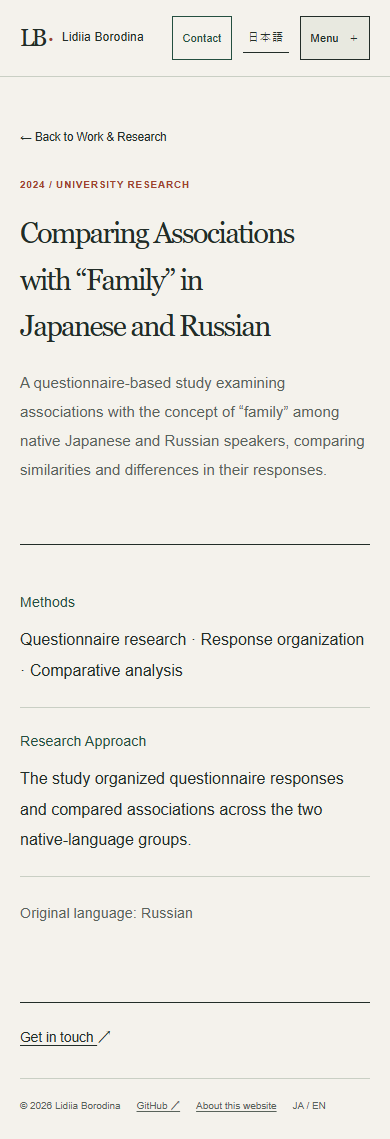 LB· Lidiia Borodina Contact 日本語 Menu +
← Back to Work & Research
2024 / UNIVERSITY RESEARCH
Comparing Associations
with “Family” in
Japanese and Russian
A questionnaire-based study examining
associations with the concept of “family” among
native Japanese and Russian speakers, comparing
similarities and differences in their responses.
Methods
Questionnaire research · Response organization
· Comparative analysis
Research Approach
The study organized questionnaire responses
and compared associations across the two
native-language groups.
Original language: Russian
Get in touch ↗
© 2026 Lidiia Borodina GitHub ↗ About this website JA / EN